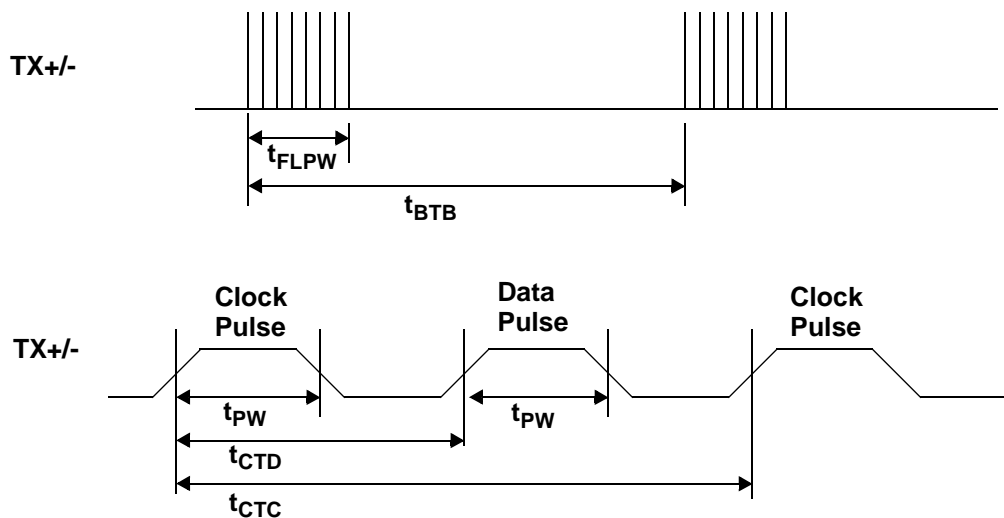 TX+/-
tFLPW
tBTB
Clock
Pulse
Data
Pulse
Clock
Pulse
TX+/-
tPW
tPW
tCTD
tCTC